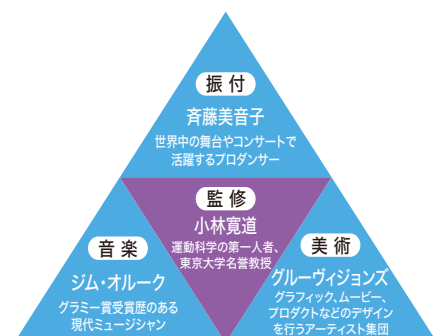 振付
斉藤美音子
世界中の舞台やコンサートで
活躍するプロダンサー
監修
小林寛道
運動科学の第一人者、
東京大学名誉教授
音楽
ジム・オルーク
グラミー賞受賞歴のある
現代ミュージシャン
美術
グルーヴィジョンズ
グラフィック、ムービー、
プロダクトなどのデザイン
を行うアーティスト集団